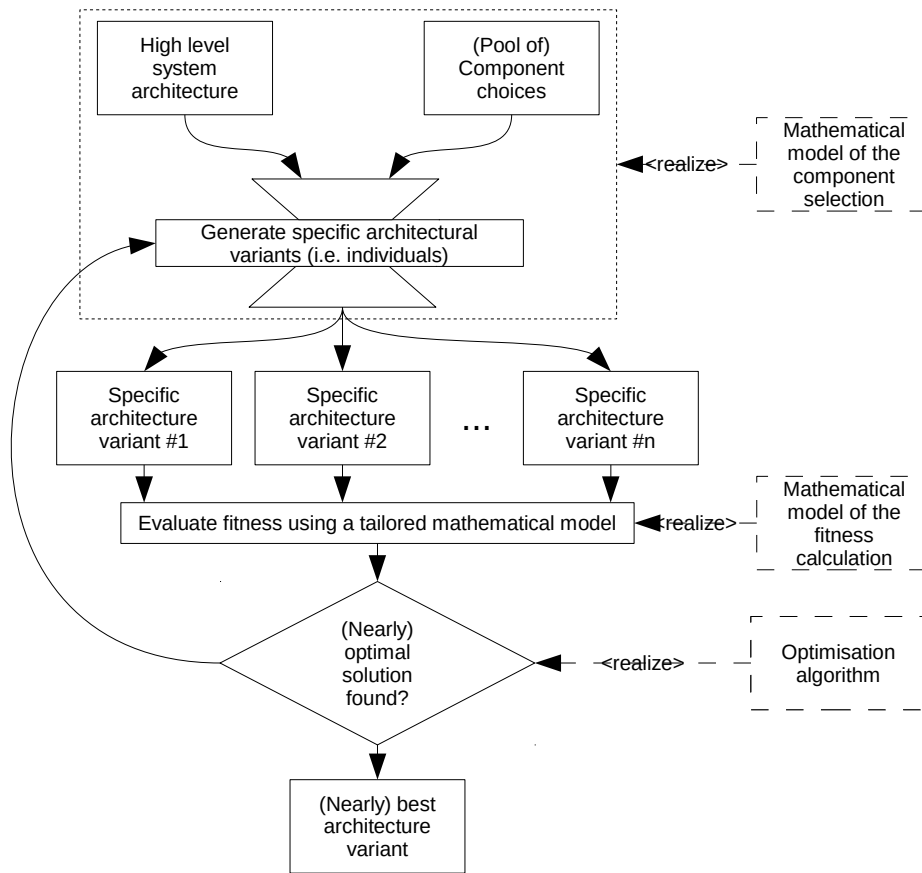 High level
system
architecture
(Pool of)
Component
choices
Mathematical
model of the
component
selection
<realize>
Generate specific architectural
variants (i.e. individuals)
Specific
architecture
variant #1
Specific
architecture
variant #2
...
Specific
architecture
variant #n
Evaluate fitness using a tailored mathematical model
<realize>
Mathematical
model of the
fitness
calculation
(Nearly)
optimal
solution
found?
<realize>
Optimisation
algorithm
(Nearly) best
architecture
variant